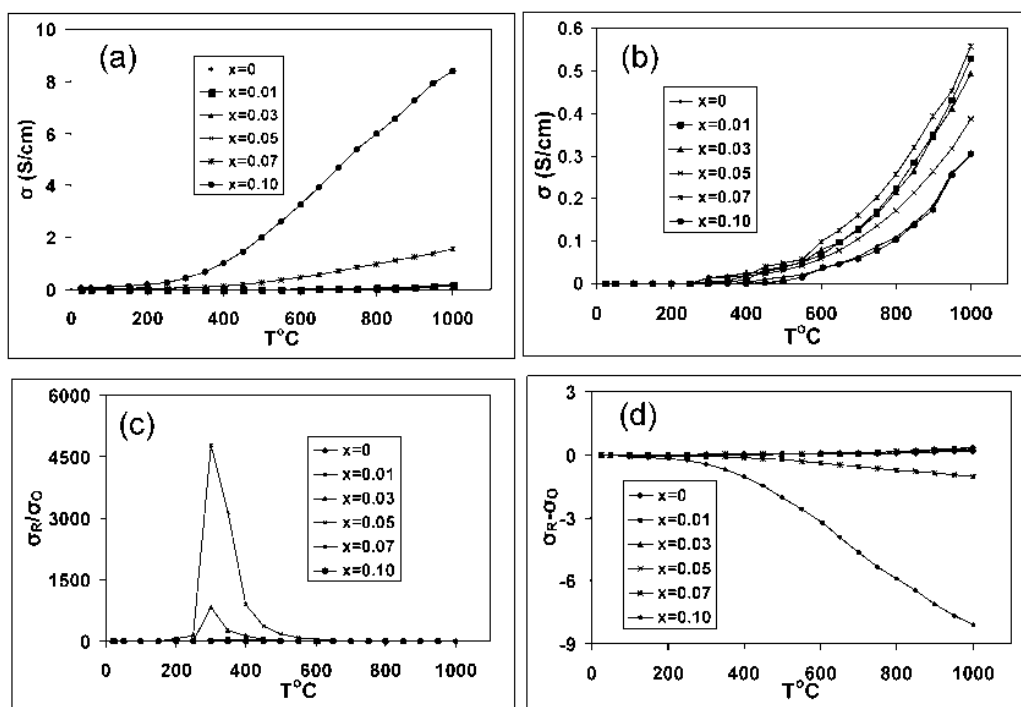 (a)
10
8
6
4
2
0
σ (S/cm)
x=0
x=0.01
x=0.03
x=0.05
x=0.07
x=0.10
0 200 400 600 800 1000
T°C
(b)
0.6
0.5
0.4
0.3
0.2
0.1
0
σ (S/cm)
x=0
x=0.01
x=0.03
x=0.05
x=0.07
x=0.10
0 200 400 600 800 1000
T°C
(c)
6000
4500
3000
1500
0
σR/σO
x=0
x=0.01
x=0.03
x=0.05
x=0.07
x=0.10
0 200 400 600 800 1000
T°C
(d)
3
0
-3
-6
-9
σR-σO
x=0
x=0.01
x=0.03
x=0.05
x=0.07
x=0.10
0 200 400 600 800 1000
T°C